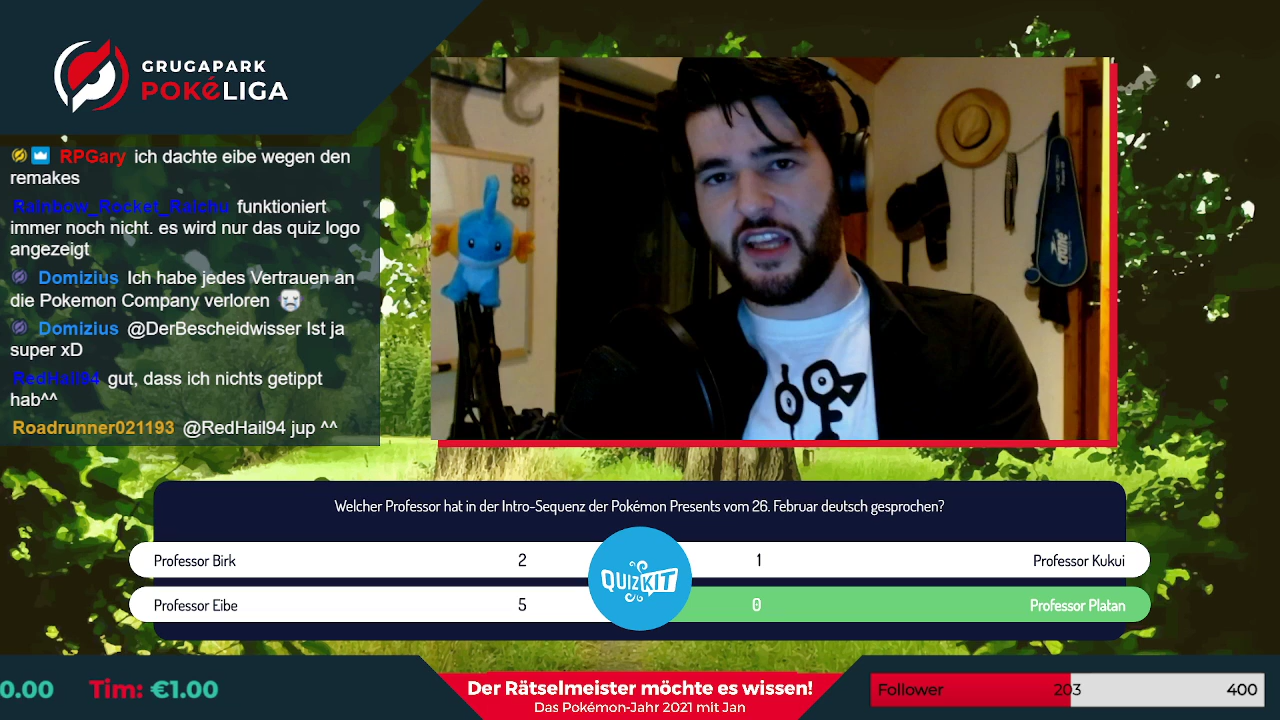 GRUGAPARK
POKéLIGA
RPGary ich dachte eibe wegen den
remakes
Rainbow_Rocket_Raichu funktioniert
immer noch nicht. es wird nur das quiz logo
angezeigt
Domizius Ich habe jedes Vertrauen an
die Pokemon Company verloren
Domizius @DerBescheidwisser Ist ja
super xD
RedHail94 gut, dass ich nichts getippt
hab^^
Roadrunner021193 @RedHail94 jup ^^
Welcher Professor hat in der Intro-Sequenz der Pokémon Presents vom 26. Februar deutsch gesprochen?
Professor Birk 2 1 Professor Kukui
Professor Eibe 5 0 Professor Platan
QUIZKIT
0.00 Tim: €1.00
Der Rätselmeister möchte es wissen!
Das Pokémon-Jahr 2021 mit Jan
Follower 203 400